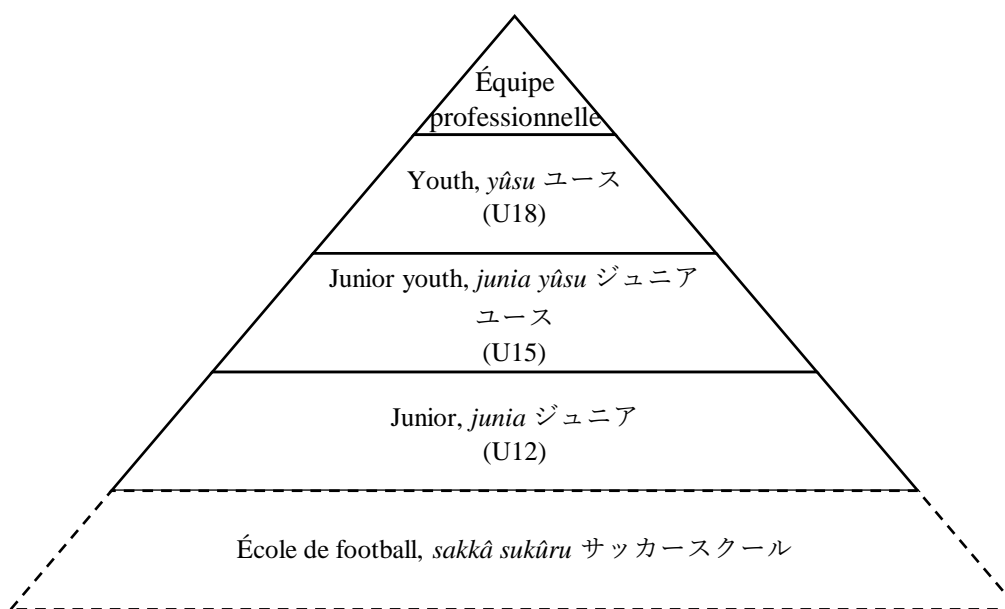 Équipe
professionnelle
Youth, yûsu ユース
(U18)
Junior youth, junia yûsu ジュニア
ユース
(U15)
Junior, junia ジュニア
(U12)
École de football, sakkâ sukûru サッカースクール